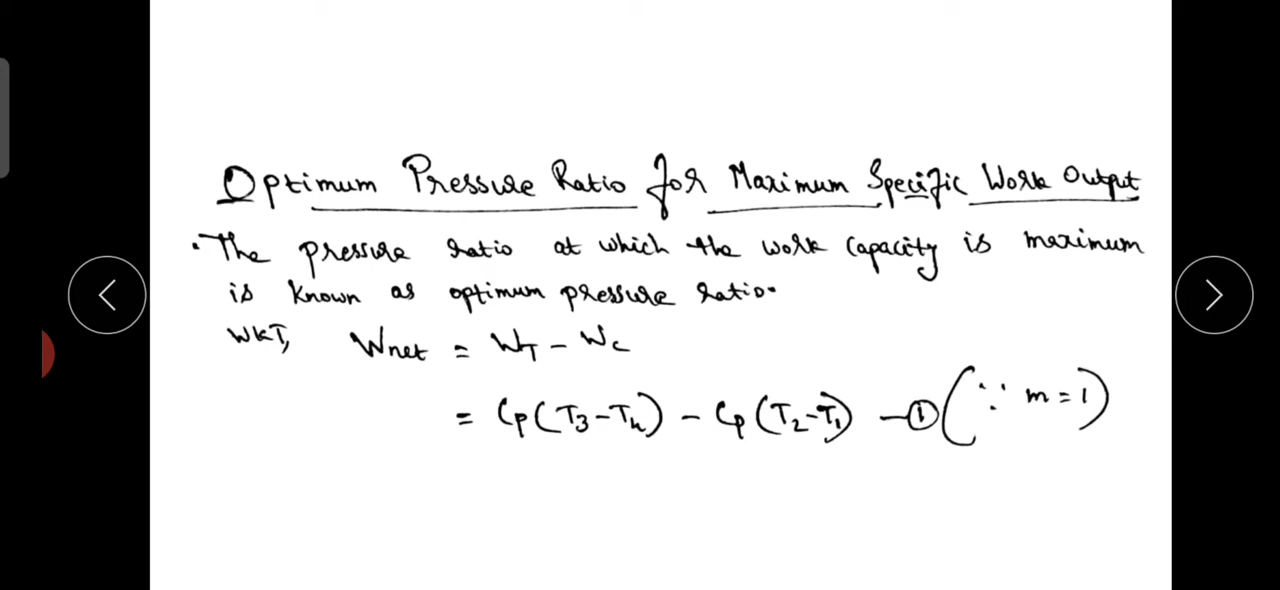 Optimum Pressure Ratio for Maximum Specific Work Output
• The pressure ratio at which the work capacity is maximum
is known as optimum pressure ratio.
WKT, Wnet = WT - Wc
= Cp(T3-T4) - Cp(T2-T1) —① (∵ m=1)